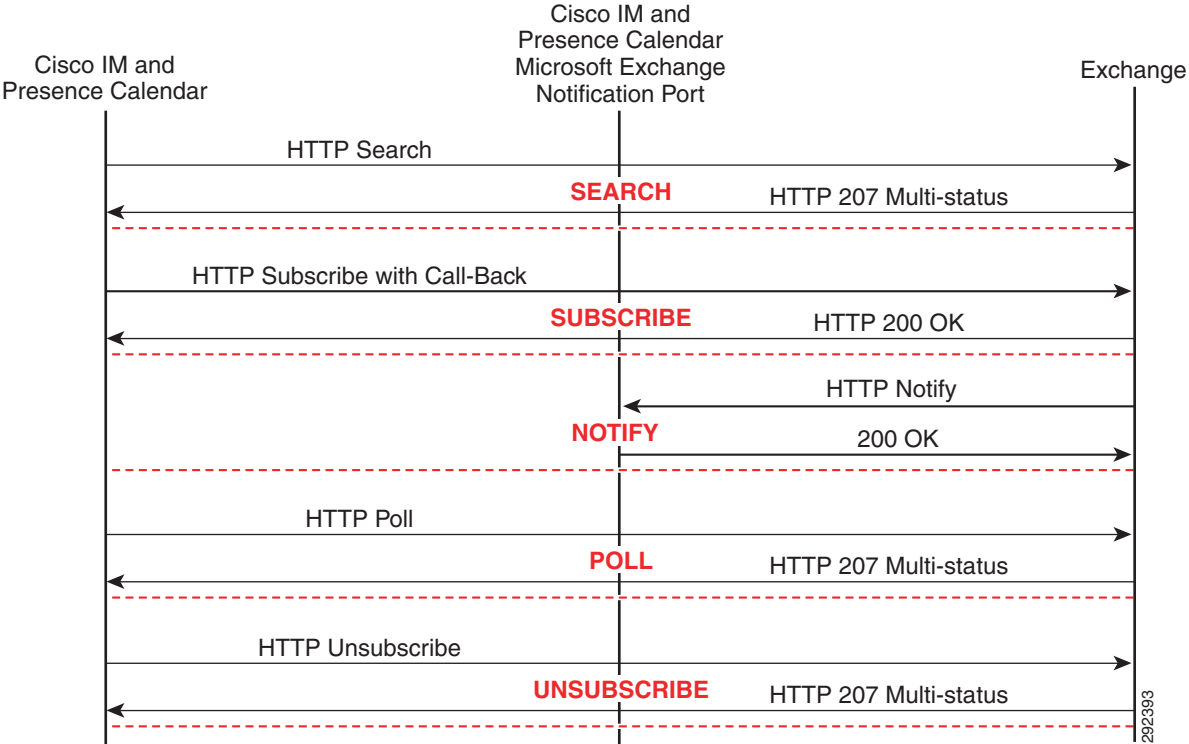 Cisco IM and
Presence Calendar
Cisco IM and
Presence Calendar
Microsoft Exchange
Notification Port
Exchange
HTTP Search
SEARCH
HTTP 207 Multi-status
HTTP Subscribe with Call-Back
SUBSCRIBE
HTTP 200 OK
HTTP Notify
NOTIFY
200 OK
HTTP Poll
POLL
HTTP 207 Multi-status
HTTP Unsubscribe
UNSUBSCRIBE
HTTP 207 Multi-status
292393